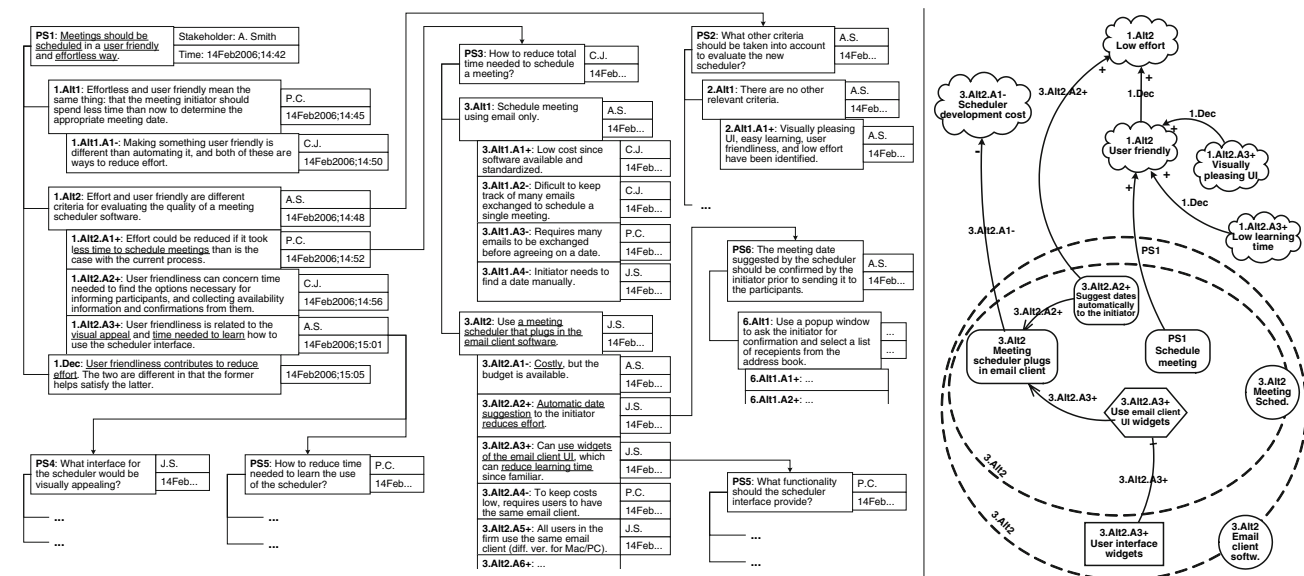 PS1: Meetings should be
scheduled in a user friendly
and effortless way.
Stakeholder: A. Smith
Time: 14Feb2006;14:42
1.Alt1: Effortless and user friendly mean the
same thing: that the meeting initiator should
spend less time than now to determine the
appropriate meeting date.
P.C.
14Feb2006;14:45
1.Alt1.A1-: Making something user friendly is
different than automating it, and both of these are
ways to reduce effort.
C.J.
14Feb2006;14:50
1.Alt2: Effort and user friendly are different
criteria for evaluating the quality of a meeting
scheduler software.
A.S.
14Feb2006;14:48
1.Alt2.A1+: Effort could be reduced if it took
less time to schedule meetings than is the
case with the current process.
P.C.
14Feb2006;14:52
1.Alt2.A2+: User friendliness can concern time
needed to find the options necessary for
informing participants, and collecting availability
information and confirmations from them.
C.J.
14Feb2006;14:56
1.Alt2.A3+: User friendliness is related to the
visual appeal and time needed to learn how to
use the scheduler interface.
A.S.
14Feb2006;15:01
1.Dec: User friendliness contributes to reduce
effort. The two are different in that the former
helps satisfy the latter.
14Feb2006;15:05
PS4: What interface for
the scheduler would be
visually appealing?
J.S.
14Feb...
...
...
PS5: How to reduce time
needed to learn the use
of the scheduler?
P.C.
14Feb...
...
...
PS3: How to reduce total
time needed to schedule
a meeting?
C.J.
14Feb...
3.Alt1: Schedule meeting
using email only.
A.S.
14Feb...
3.Alt1.A1+: Low cost since
software available and
standardized.
C.J.
14Feb...
3.Alt1.A2-: Dificult to keep
track of many emails
exchanged to schedule a
single meeting.
C.J.
14Feb...
3.Alt1.A3-: Requires many
emails to be exchanged
before agreeing on a date.
P.C.
14Feb...
3.Alt1.A4-: Initiator needs to
find a date manually.
J.S.
14Feb...
3.Alt2: Use a meeting
scheduler that plugs in the
email client software.
J.S.
14Feb...
3.Alt2.A1-: Costly, but the
budget is available.
A.S.
14Feb...
3.Alt2.A2+: Automatic date
suggestion to the initiator
reduces effort.
J.S.
14Feb...
3.Alt2.A3+: Can use widgets
of the email client UI, which
can reduce learning time
since familiar.
J.S.
14Feb...
3.Alt2.A4-: To keep costs
low, requires users to have
the same email client.
P.C.
14Feb...
3.Alt2.A5+: All users in the
firm use the same email
client (diff. ver. for Mac/PC).
J.S.
14Feb...
3.Alt2.A6+: ...
PS2: What other criteria
should be taken into account
to evaluate the new
scheduler?
A.S.
14Feb...
2.Alt1: There are no other
relevant criteria.
A.S.
14Feb...
2.Alt1.A1+: Visually pleasing
UI, easy learning, user
friendliness, and low effort
have been identified.
A.S.
14Feb...
...
PS6: The meeting date
suggested by the scheduler
should be confirmed by the
initiator prior to sending it to
the participants.
A.S.
14Feb...
6.Alt1: Use a popup window
to ask the initiator for
confirmation and select a list
of recepients from the
address book.
...
...
6.Alt1.A1+: ...
6.Alt1.A2+: ...
PS5: What functionality
should the scheduler
interface provide?
P.C.
14Feb...
...
...
1.Alt2
Low effort
+
+
3.Alt2.A2+
1.Dec
3.Alt2.A1-
Scheduler
development cost
-
1.Dec
1.Alt2
User friendly
+
+
+
1.Alt2.A3+
Visually
pleasing UI
1.Dec
1.Alt2.A3+
Low learning
time
3.Alt2.A1-
PS1
3.Alt2.A2+
Suggest dates
automatically
to the initiator
3.Alt2.A2+
3.Alt2
Meeting
scheduler plugs
in email client
PS1
Schedule
meeting
3.Alt2
Meeting
Sched.
3.Alt2.A3+
3.Alt2.A3+
Use email client
UI widgets
3.Alt2
3.Alt2.A3+
3.Alt2
3.Alt2.A3+
User interface
widgets
3.Alt2
Email
client
softw.